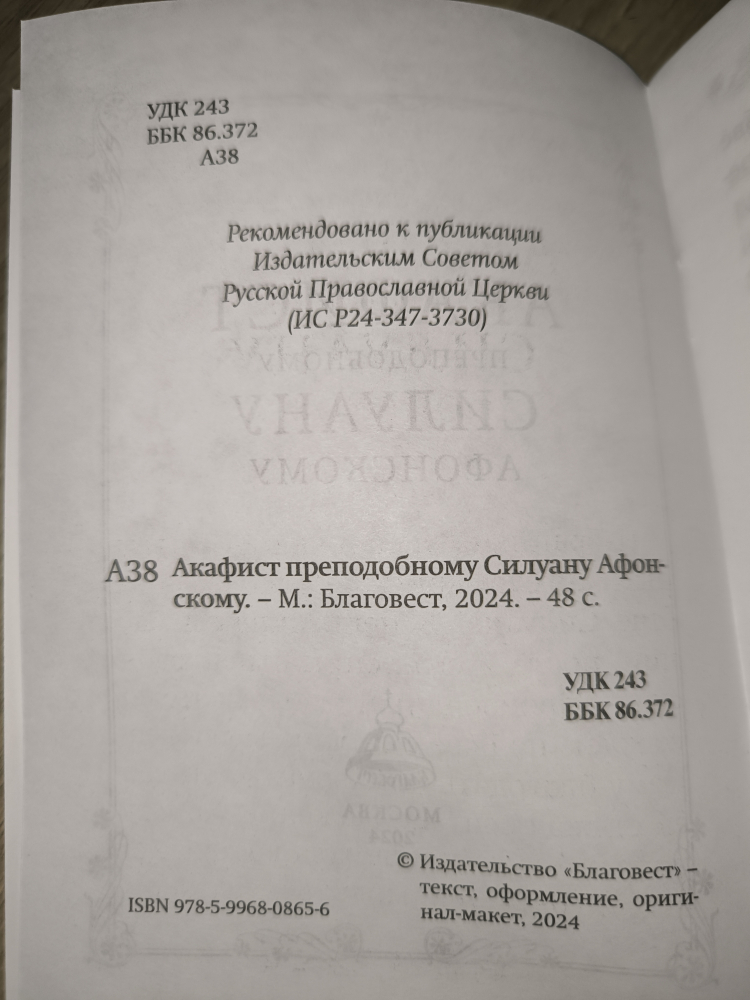 УДК 243
ББК 86.372
А38
Рекомендовано к публикации
Издательским Советом
Русской Православной Церкви
(ИС Р24-347-3730)
А38 Акафист преподобному Силуану Афон-
скому. – М.: Благовест, 2024. – 48 с.
УДК 243
ББК 86.372
ISBN 978-5-9968-0865-6
© Издательство «Благовест» –
текст, оформление, ориги-
нал-макет, 2024